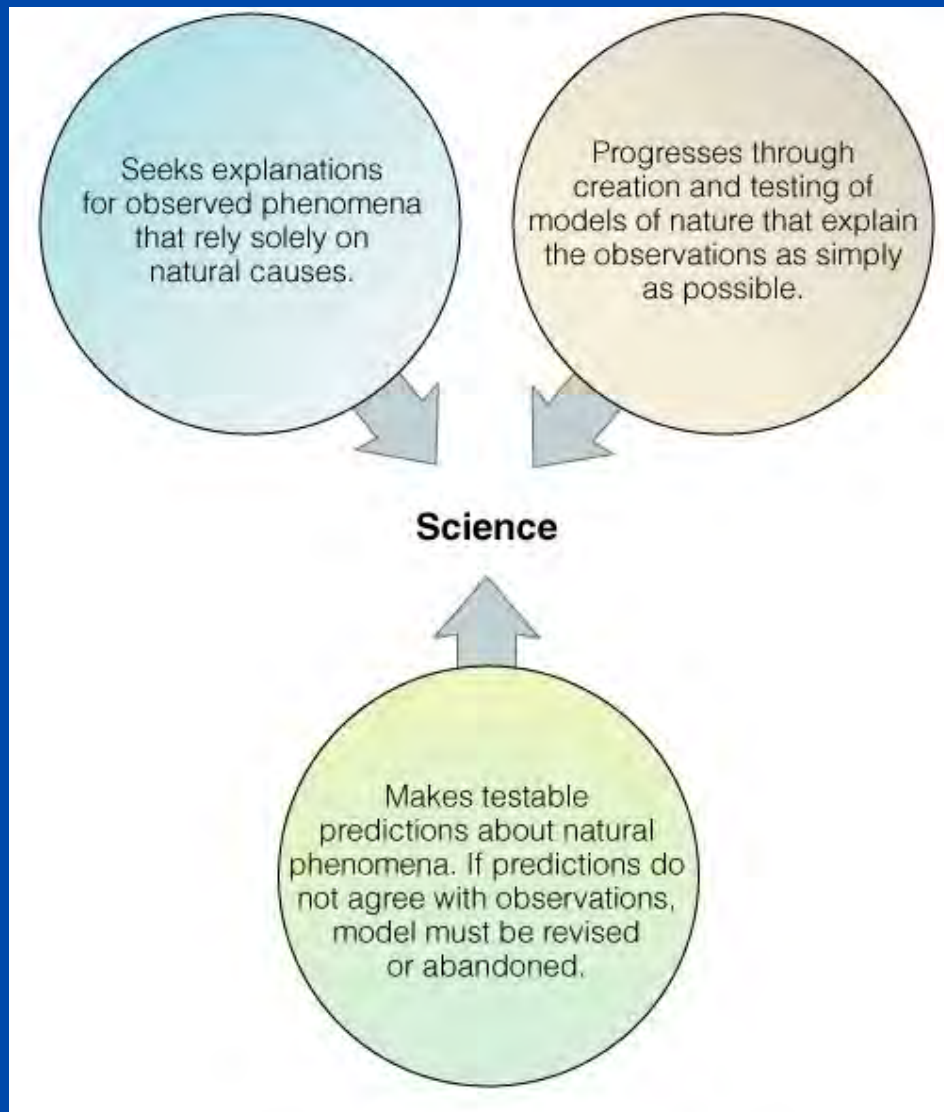 Seeks explanations
for observed phenomena
that rely solely on
natural causes.
Progresses through
creation and testing of
models of nature that explain
the observations as simply
as possible.
Science
Makes testable
predictions about natural
phenomena. If predictions do
not agree with observations,
model must be revised
or abandoned.